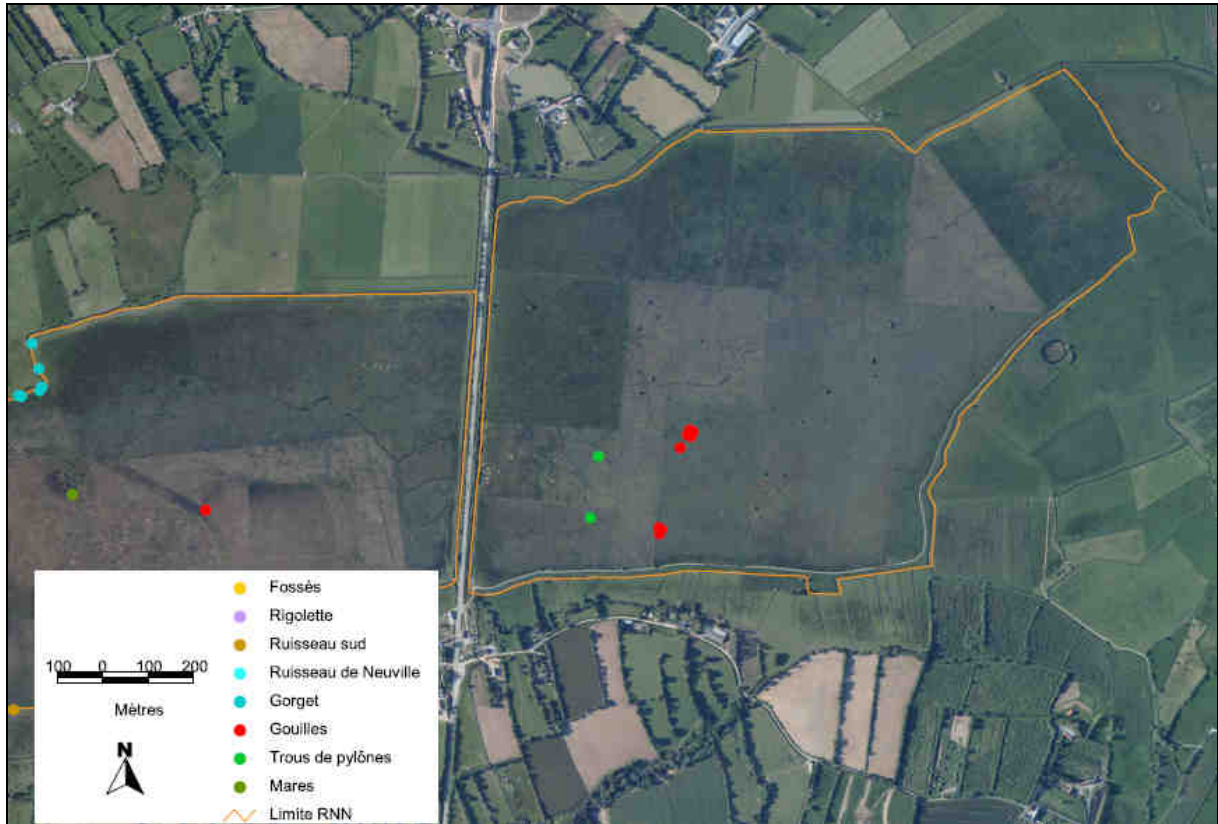 Fossés
Rigolette
Ruisseau sud
Ruisseau de Neuville
Gorget
Gouilles
Trous de pylônes
Mares
Limite RNN
100 0 100 200
Mètres
N